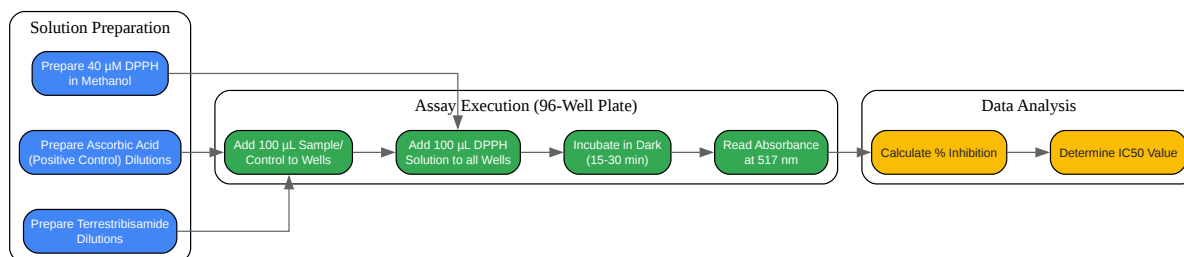 Solution Preparation
Prepare 40 µM DPPH
in Methanol
Prepare Ascorbic Acid
(Positive Control) Dilutions
Prepare Terrestribisamide
Dilutions
Assay Execution (96-Well Plate)
Add 100 µL Sample/
Control to Wells
Add 100 µL DPPH
Solution to all Wells
Incubate in Dark
(15-30 min)
Read Absorbance
at 517 nm
Data Analysis
Calculate % Inhibition
Determine IC50 Value